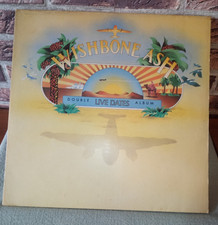 WISHBONE ASH
DOUBLE LIVE DATES ALBUM